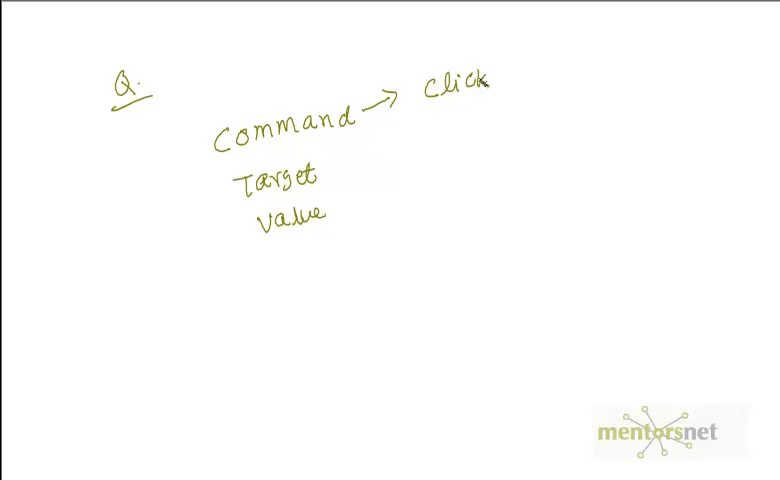 Q.
Command → Click
Target
Value
mentorsnet